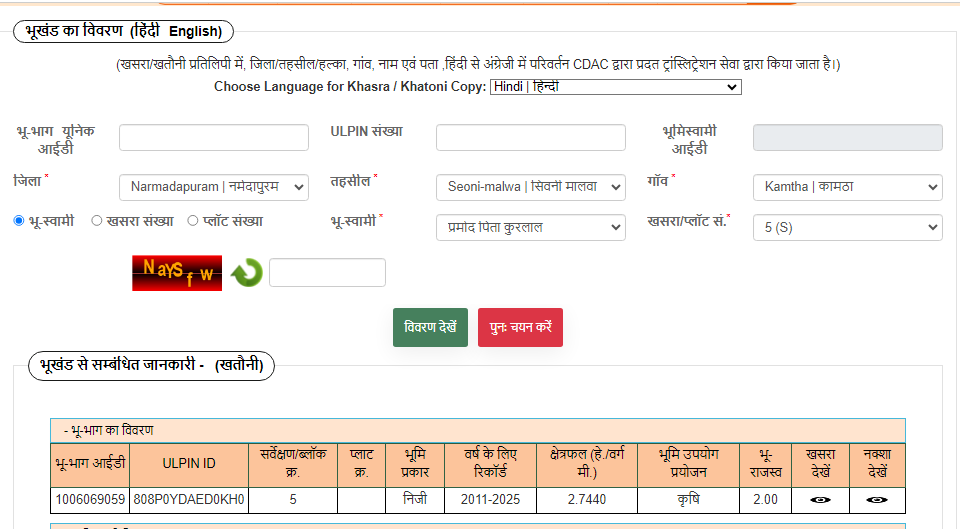 भूखंड का विवरण (हिंदी English)
(खसरा/खतौनी प्रतिलिपी में, जिला/तहसील/हल्का, गांव, नाम एवं पता ,हिंदी से अंग्रेजी में परिवर्तन CDAC द्वारा प्रदत ट्रांस्लिट्रेशन सेवा द्वारा किया जाता है।)
Choose Language for Khasra / Khatoni Copy: Hindi | हिन्दी
भू-भाग यूनिक आईडी
ULPIN संख्या
भूमिस्वामी आईडी
जिला * Narmadapuram | नर्मदापुरम
तहसील * Seoni-malwa | सिवनी मालवा
गाँव * Kamtha | कामठा
भू-स्वामी खसरा संख्या प्लॉट संख्या
भू-स्वामी * प्रमोद पिता कुरलाल
खसरा/प्लॉट सं.* 5 (S)
NaySfw
विवरण देखें पुनः चयन करें
भूखंड से सम्बंधित जानकारी - (खतौनी)
- भू-भाग का विवरण
भू-भाग आईडी ULPIN ID सर्वेक्षण/ब्लॉक क्र. प्लाट क्र. भूमि प्रकार वर्ष के लिए रिकॉर्ड क्षेत्रफल (हे./वर्ग मी.) भूमि उपयोग प्रयोजन भू-राजस्व खसरा देखें नक्शा देखें
1006069059 808P0YDAED0KH0 5 निजी 2011-2025 2.7440 कृषि 2.00